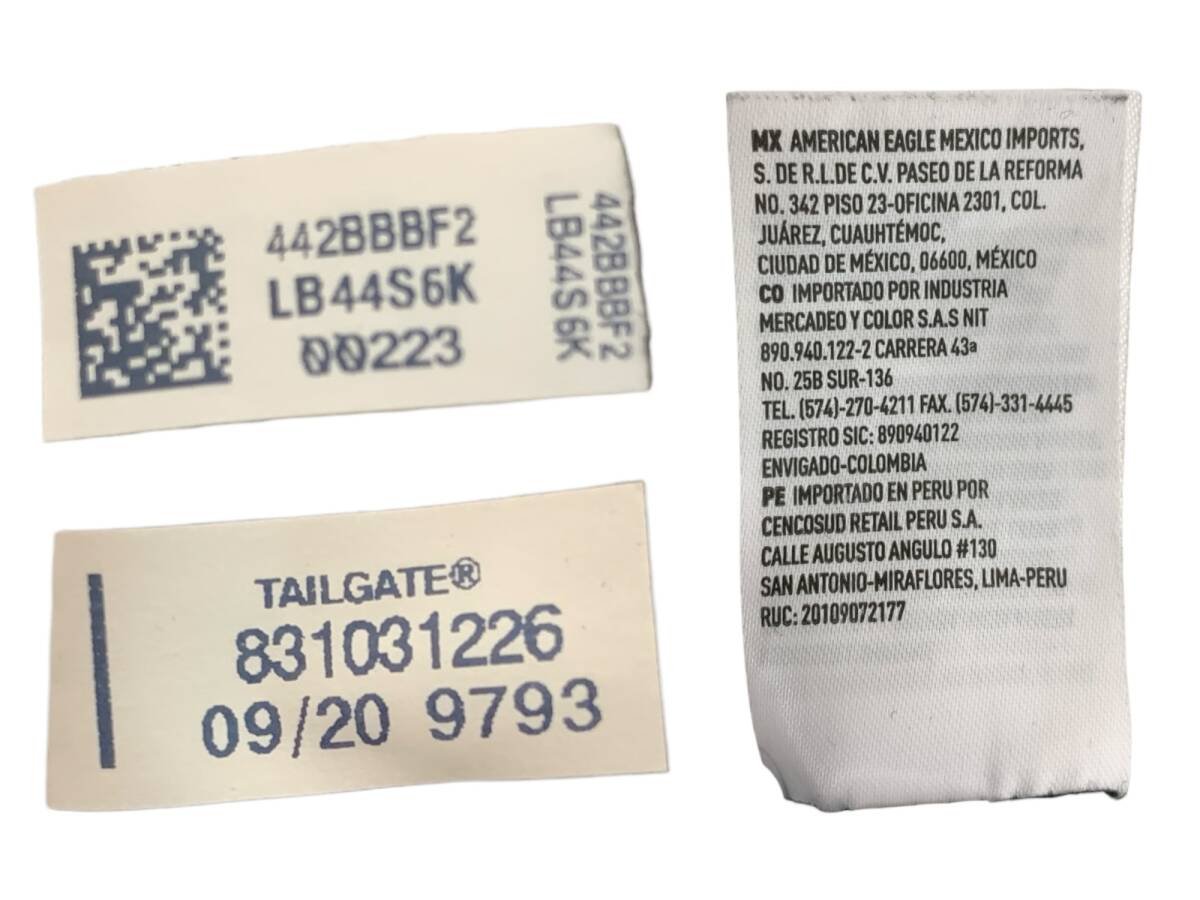 442BBBF2
LB44S6K
00223
442BBBF2
LB44S6K
TAILGATE®
831031226
09/20 9793
MX AMERICAN EAGLE MEXICO IMPORTS,
S. DE R.L.DE C.V. PASEO DE LA REFORMA
NO. 342 PISO 23-OFICINA 2301, COL.
JUÁREZ, CUAUHTÉMOC,
CIUDAD DE MÉXICO, 06600, MÉXICO
CO IMPORTADO POR INDUSTRIA
MERCADEO Y COLOR S.A.S NIT
890.940.122-2 CARRERA 43ª
NO. 25B SUR-136
TEL. (574)-270-4211 FAX. (574)-331-4445
REGISTRO SIC: 890940122
ENVIGADO-COLOMBIA
PE IMPORTADO EN PERU POR
CENCOSUD RETAIL PERU S.A.
CALLE AUGUSTO ANGULO #130
SAN ANTONIO-MIRAFLORES, LIMA-PERU
RUC: 20109072177